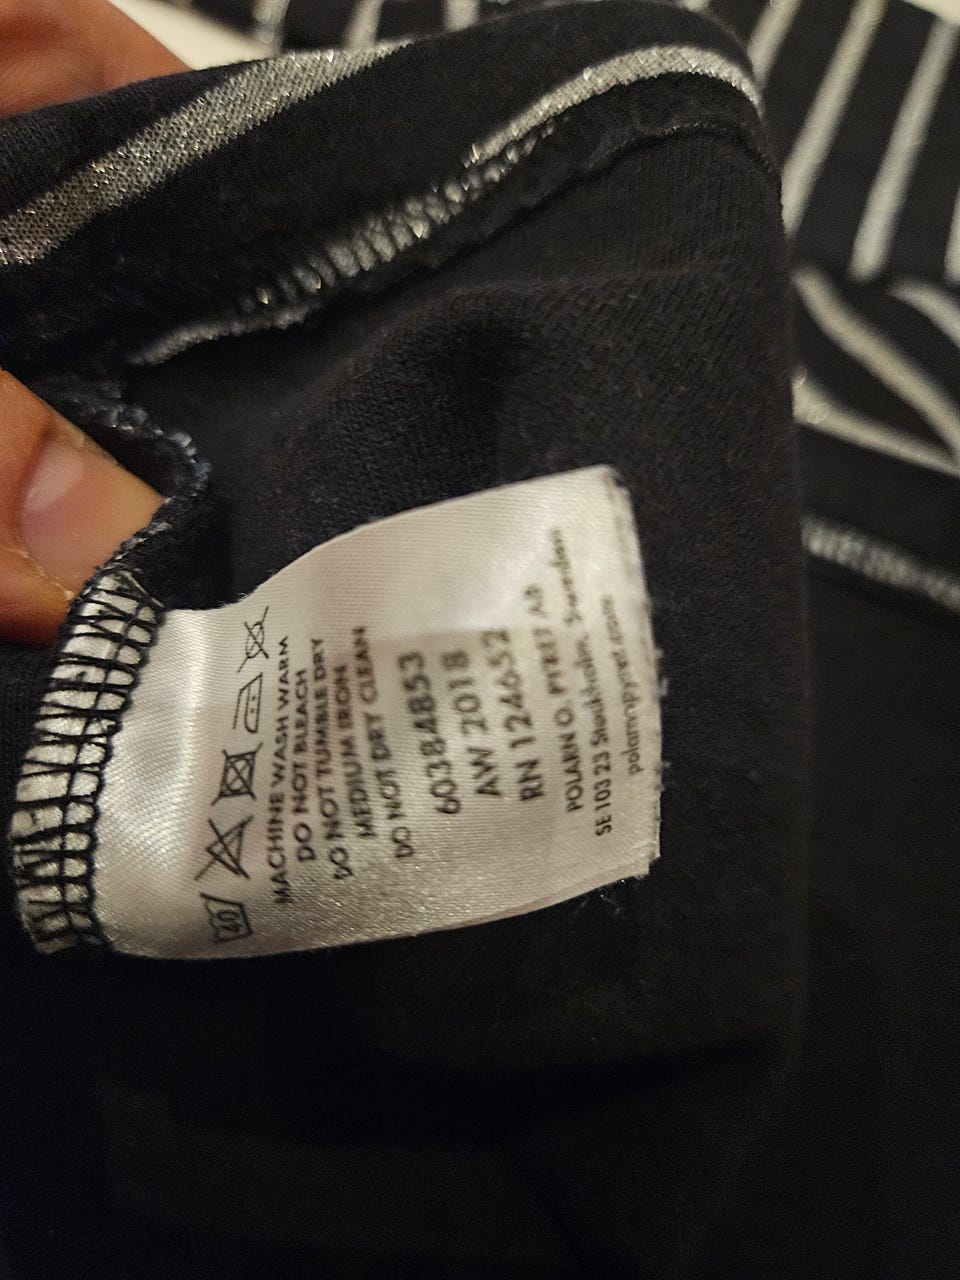 40
MACHINE WASH WARM
DO NOT BLEACH
DO NOT TUMBLE DRY
MEDIUM IRON
DO NOT DRY CLEAN
60384853
AW 2018
RN 124652
POLARN O. PYRET AB
SE 103 23 Stockholm, Sweden
polarnopyret.com